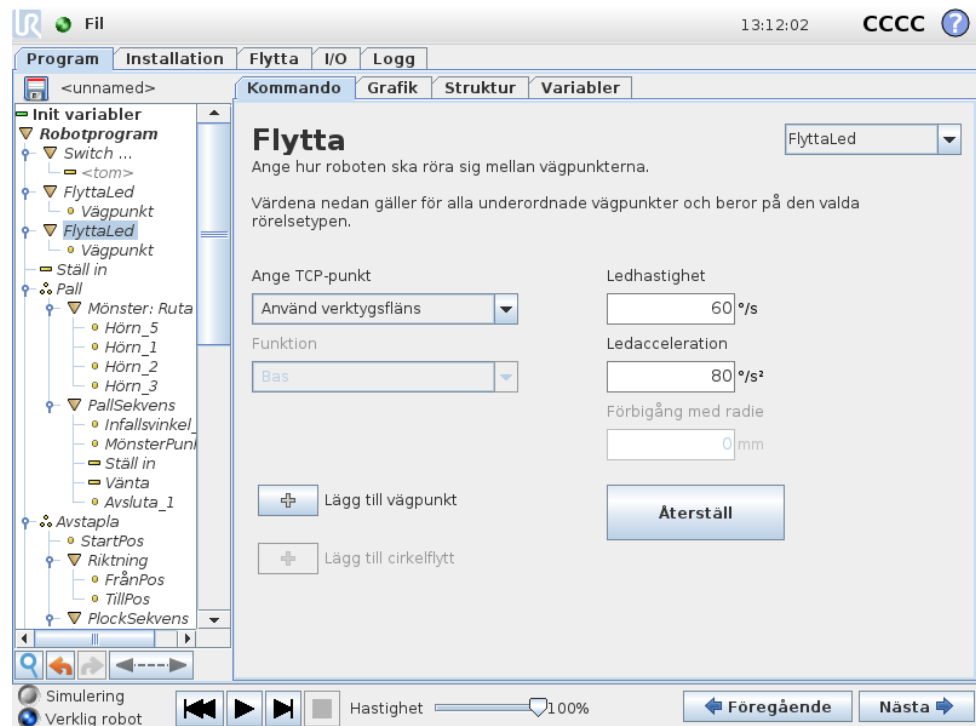 UR Fil 13:12:02 CCCC ?
Program Installation Flytta I/O Logg
<unnamed>
Kommando Grafik Struktur Variabler
Init variabler
Robotprogram
Switch ...
<tom>
FlyttaLed
Vägpunkt
FlyttaLed
Vägpunkt
Ställ in
Pall
Mönster: Ruta
Hörn_5
Hörn_1
Hörn_2
Hörn_3
PallSekvens
Infallsvinkel_
MönsterPunl
Ställ in
Vänta
Avsluta_1
Avstapla
StartPos
Riktning
FrånPos
TillPos
PlockSekvens
Flytta
FlyttaLed
Ange hur roboten ska röra sig mellan vägpunkterna.
Värdena nedan gäller för alla underordnade vägpunkter och beror på den valda
rörelsetypen.
Ange TCP-punkt
Använd verktygsfläns
Funktion
Bas
Ledhastighet
60 °/s
Ledacceleration
80 °/s²
Förbigång med radie
0 mm
Lägg till vägpunkt
Återställ
Lägg till cirkelflytt
Simulering
Verklig robot
Hastighet 100%
Föregående
Nästa